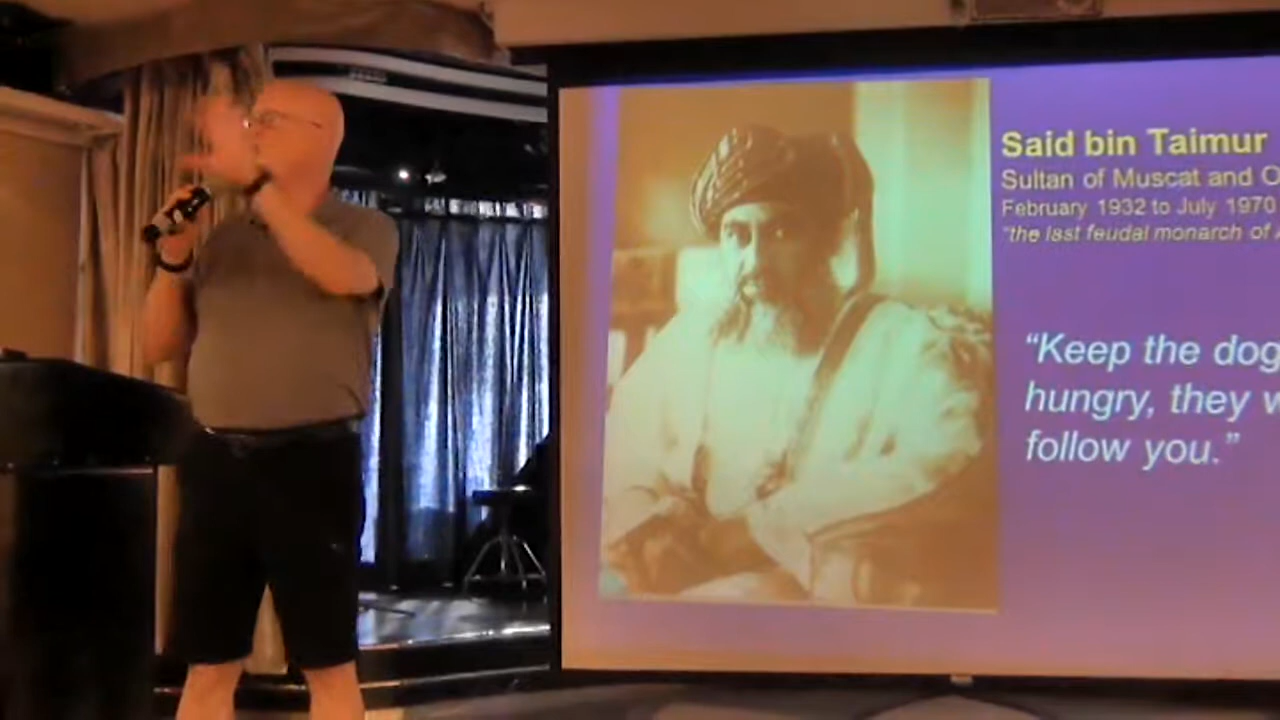 Said bin Taimur
Sultan of Muscat and
February 1932 to July 1970
"the last feudal monarch of
"Keep the dog
hungry, they
follow you."